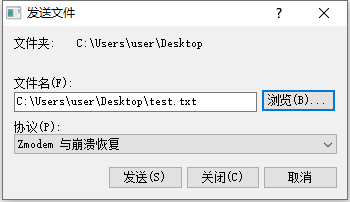 发送文件
文件夹: C:\Users\user\Desktop
文件名(F):
C:\Users\user\Desktop\test.txt 浏览(B)...
协议(P):
Zmodem 与崩溃恢复
发送(S) 关闭(C) 取消